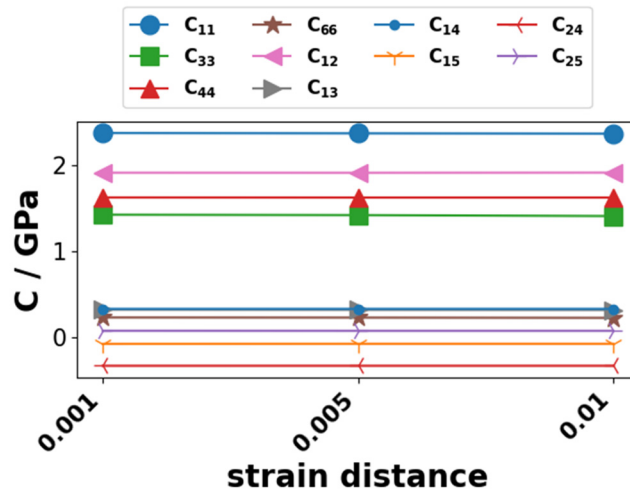 C11 C66 C14 C24
C33 C12 C15 C25
C44 C13
C / GPa
2
1
0
0.001 0.005 0.01
strain distance